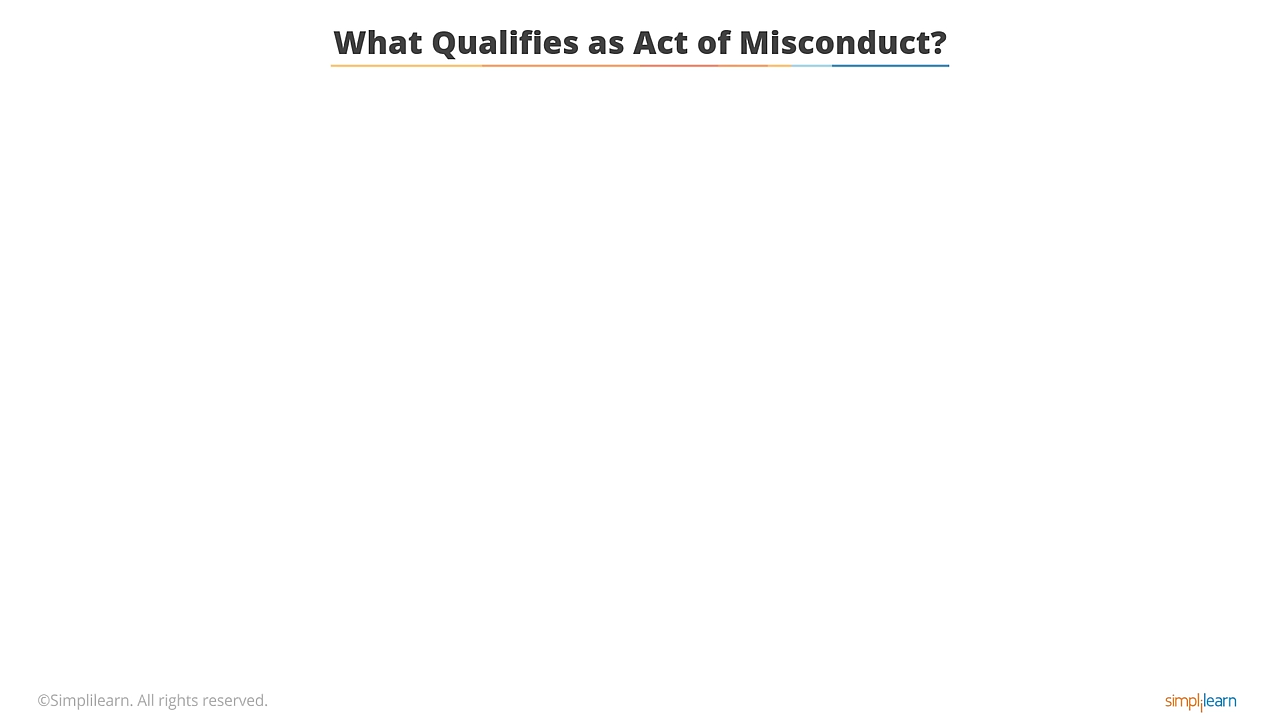 What Qualifies as Act of Misconduct?
©Simplilearn. All rights reserved.
simplilearn